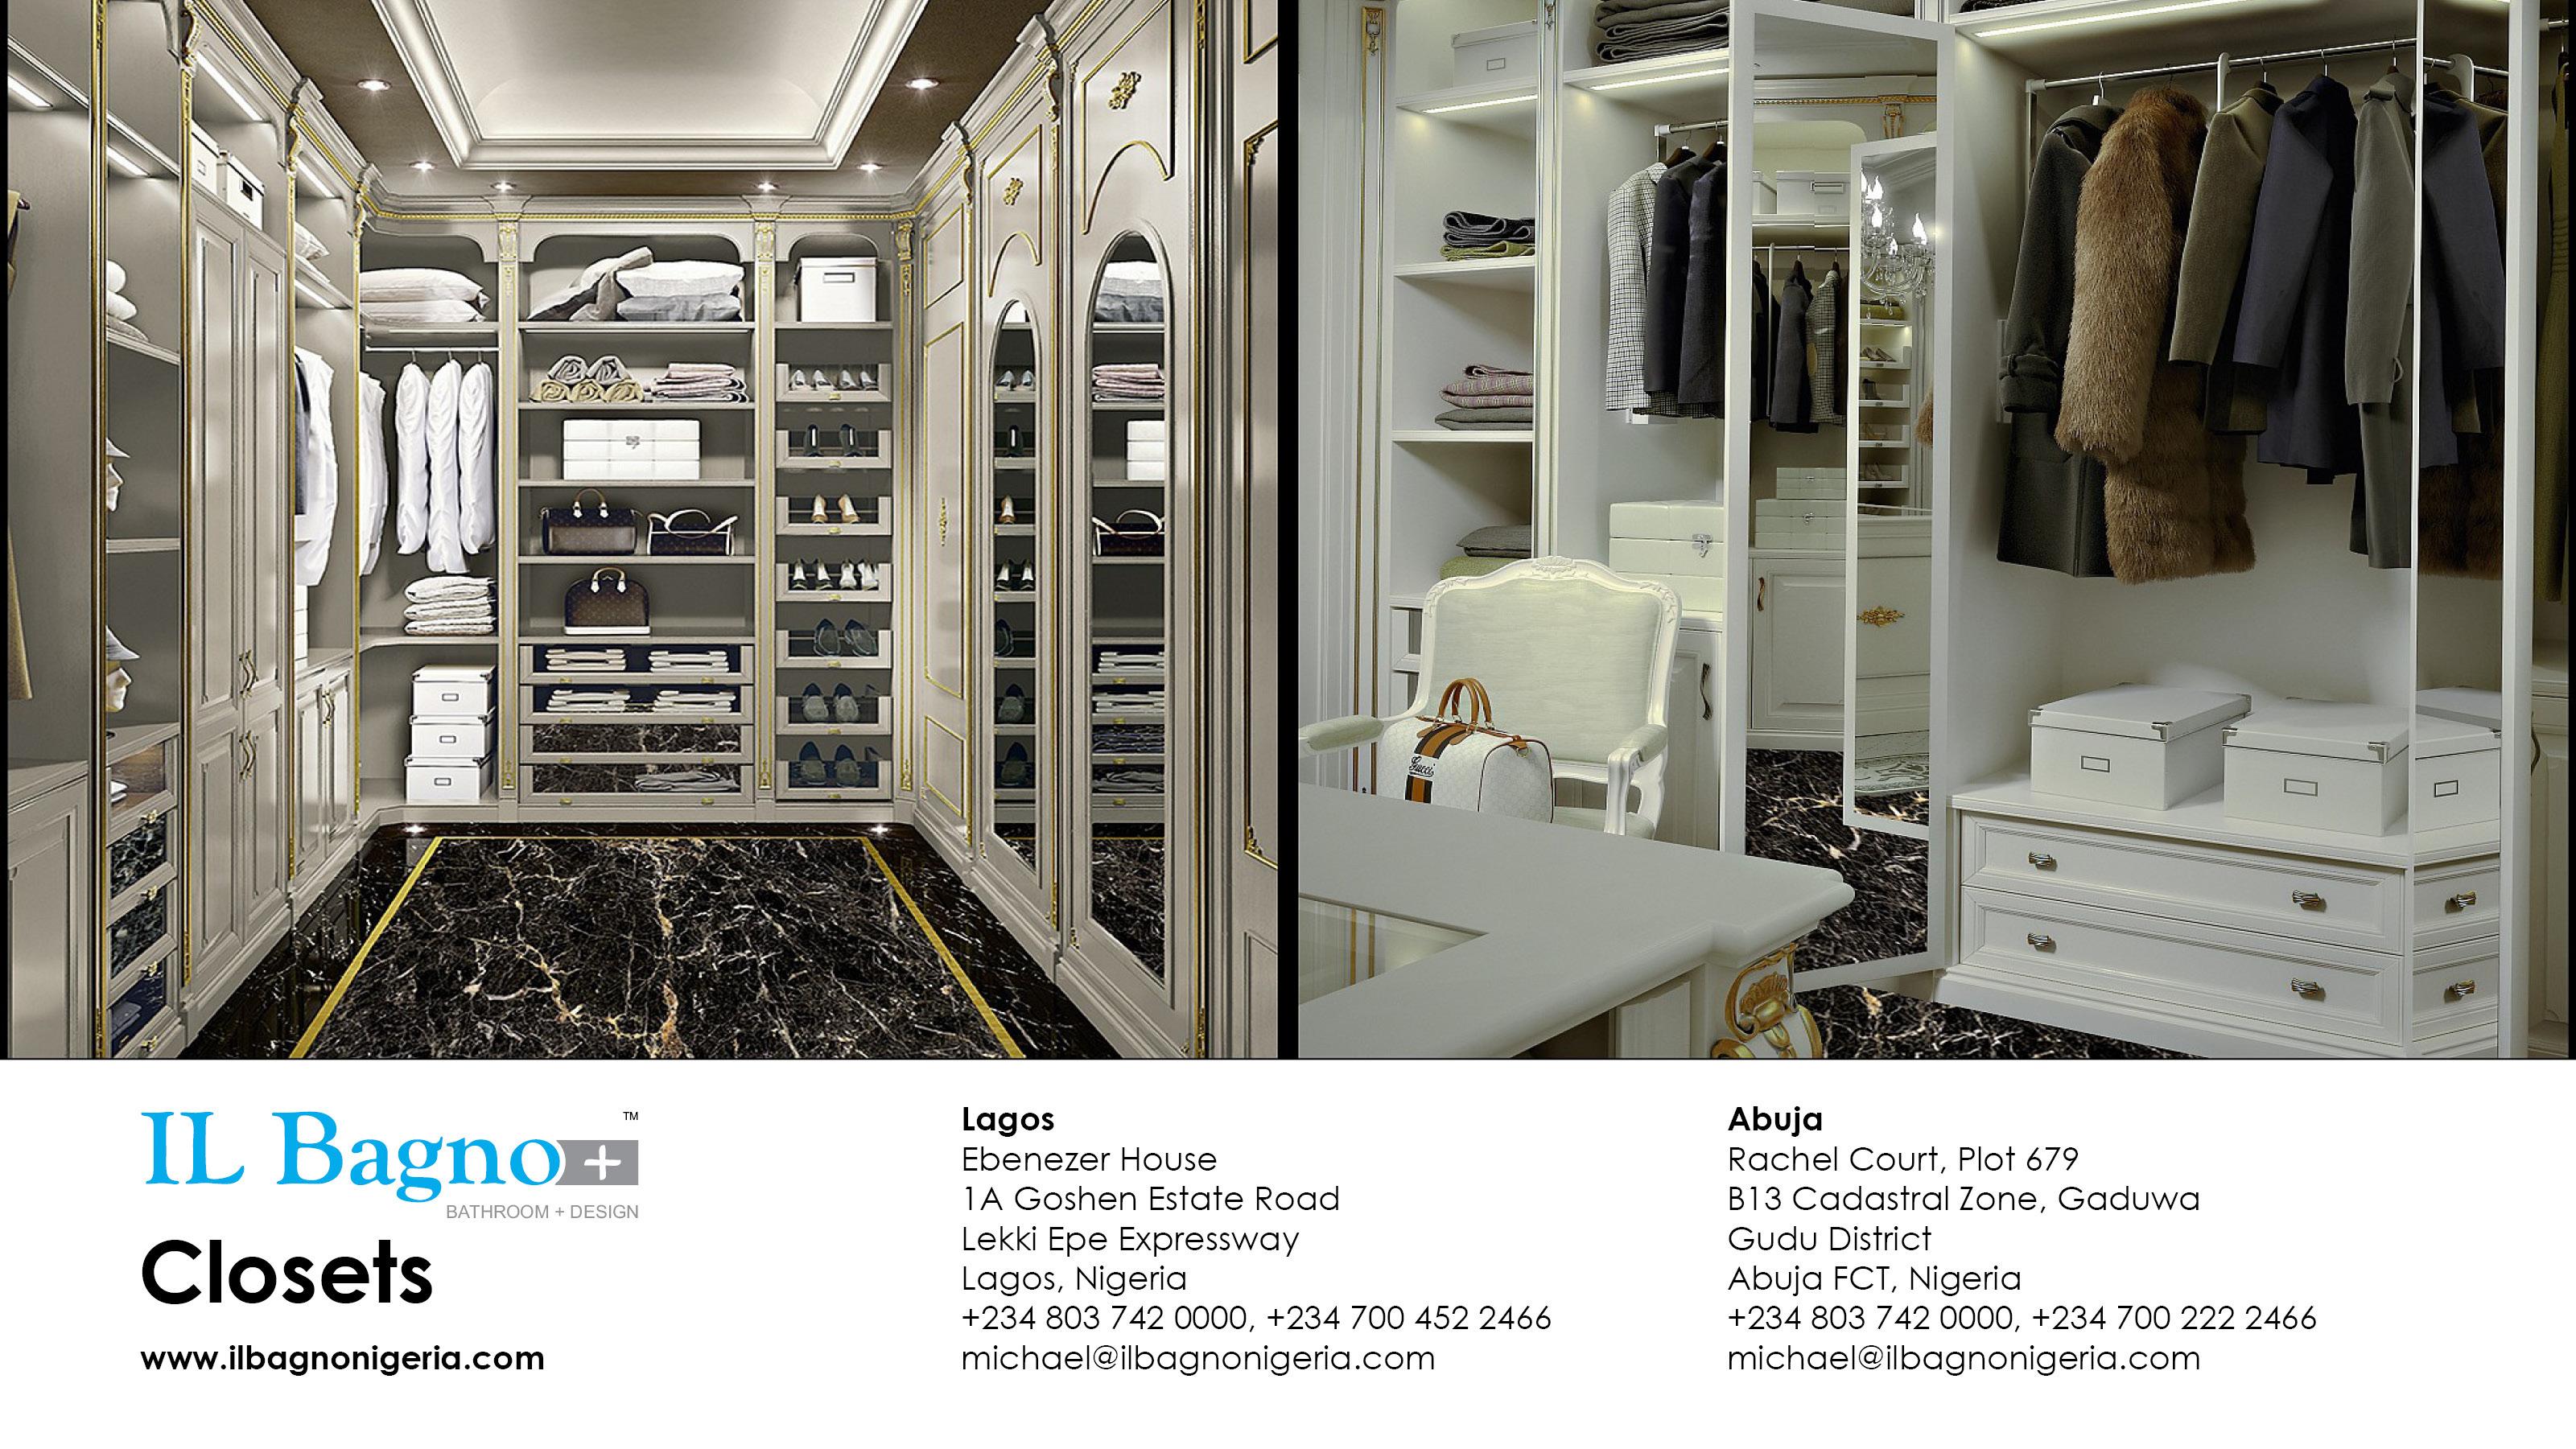 Gucci
IL Bagno+™
BATHROOM + DESIGN
Closets
www.ilbagnonigeria.com
Lagos
Ebenezer House
1A Goshen Estate Road
Lekki Epe Expressway
Lagos, Nigeria
+234 803 742 0000, +234 700 452 2466
michael@ilbagnonigeria.com
Abuja
Rachel Court, Plot 679
B13 Cadastral Zone, Gaduwa
Gudu District
Abuja FCT, Nigeria
+234 803 742 0000, +234 700 222 2466
michael@ilbagnonigeria.com